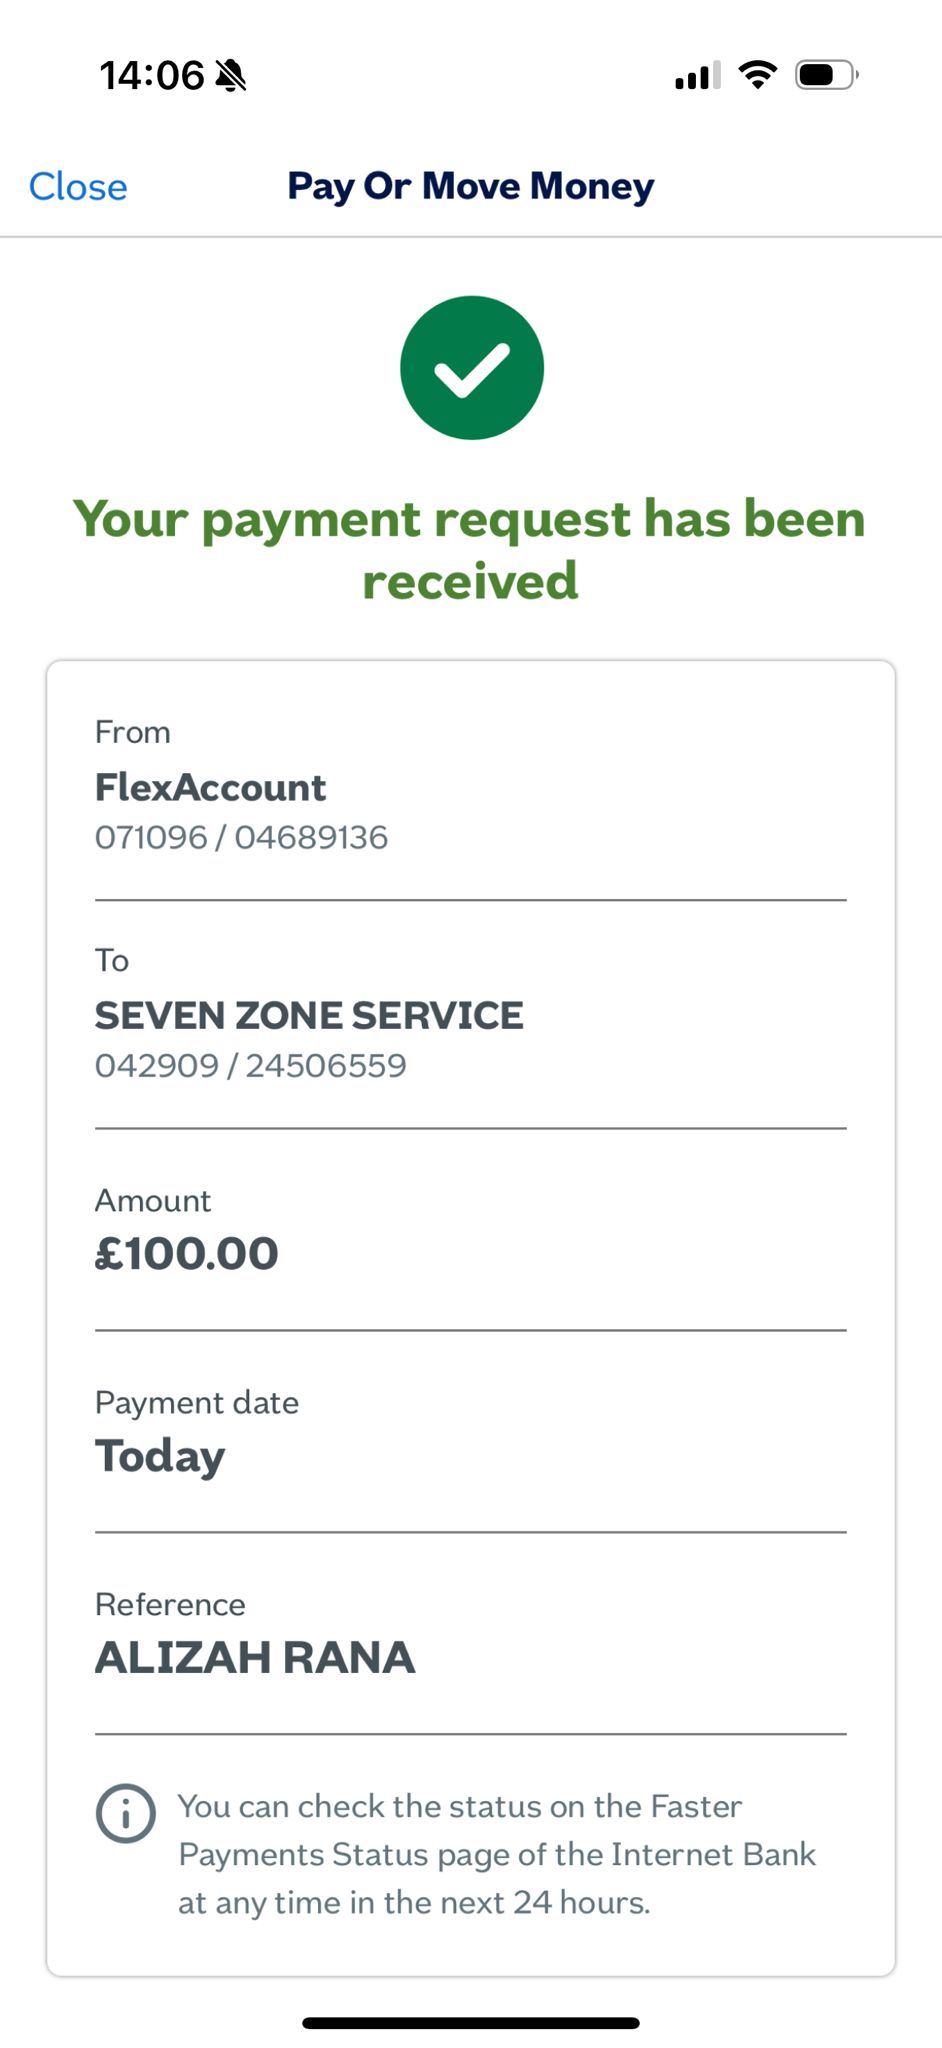 14:06
Close
Pay Or Move Money
Your payment request has been
received
From
FlexAccount
071096 / 04689136
To
SEVEN ZONE SERVICE
042909 / 24506559
Amount
£100.00
Payment date
Today
Reference
ALIZAH RANA
You can check the status on the Faster
Payments Status page of the Internet Bank
at any time in the next 24 hours.